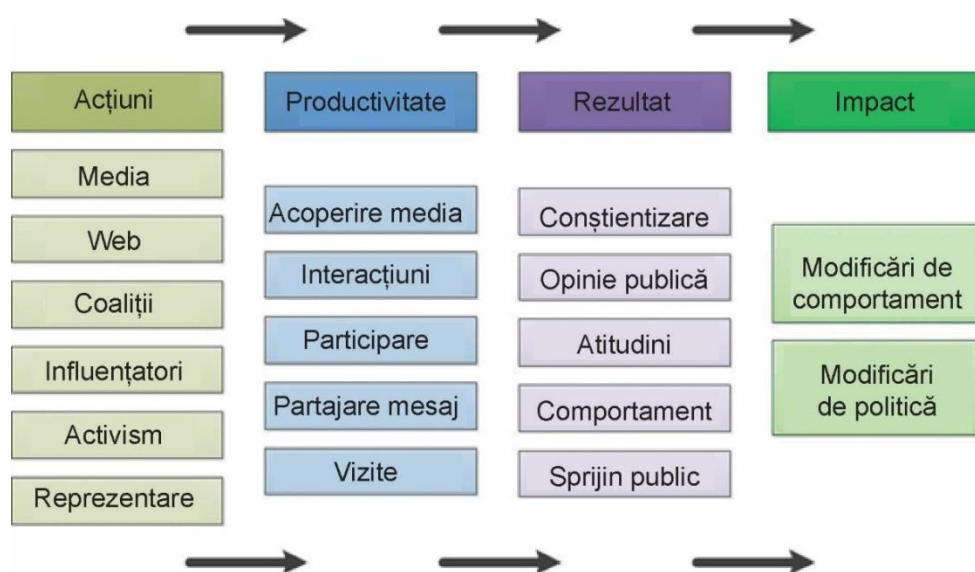 Acțiuni
Media
Web
Coaliții
Influențatori
Activism
Reprezentare
Productivitate
Acoperire media
Interacțiuni
Participare
Partajare mesaj
Vizite
Rezultat
Conștientizare
Opinie publică
Atitudini
Comportament
Sprijin public
Impact
Modificări de
comportament
Modificări
de politică